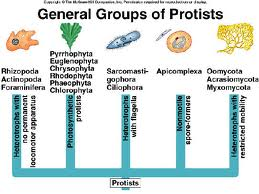 Copyright © The McGraw-Hill Companies, Inc. Permission required for reproduction or display.
General Groups of Protists
Rhizopoda
Actinopoda
Foraminifera
Pyrrhophyta
Euglenophyta
Chrysophyta
Rhodophyta
Phaeophyta
Chlorophyta
Sarcomasti-
gophora
Ciliophora
Apicomplexa
Oomycota
Acrasiomycota
Myxomycota
Heterotrophs with
no permanent
locomotor apparatus
Photosynthetic
protists
Heterotrophs
with flagella
Nonmotile
spore-formers
Heterotrophs with
restricted mobility
Protists